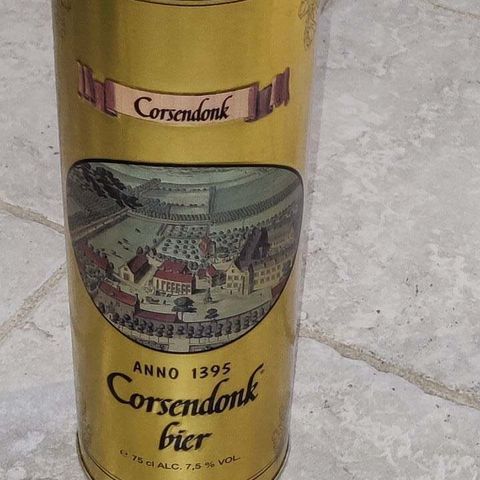 Corsendonk
ANNO 1395
Corsendonk
bier
e 75 cl ALC. 7,5 % VOL.